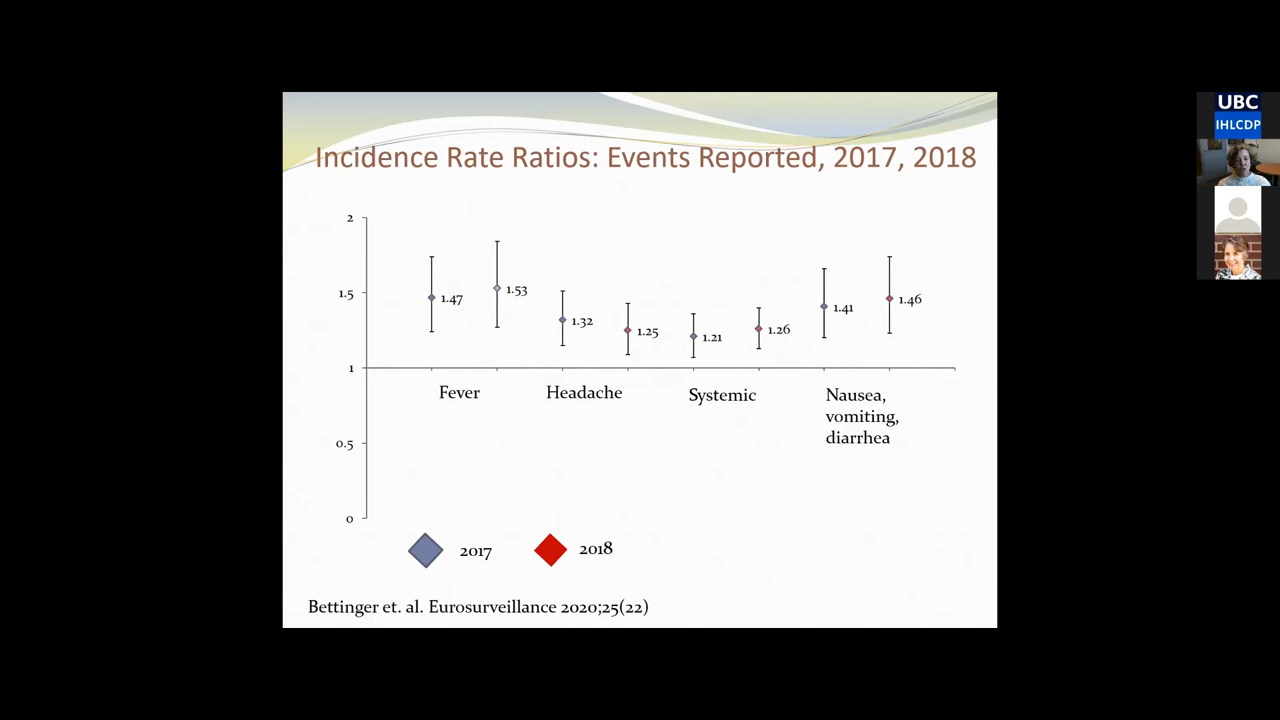 UBC
IHLCDP
Incidence Rate Ratios: Events Reported, 2017, 2018
2
1.5
1
0.5
0
1.47
1.53
1.32
1.25
1.21
1.26
1.41
1.46
Fever
Headache
Systemic
Nausea,
vomiting,
diarrhea
2017
2018
Bettinger et. al. Eurosurveillance 2020;25(22)